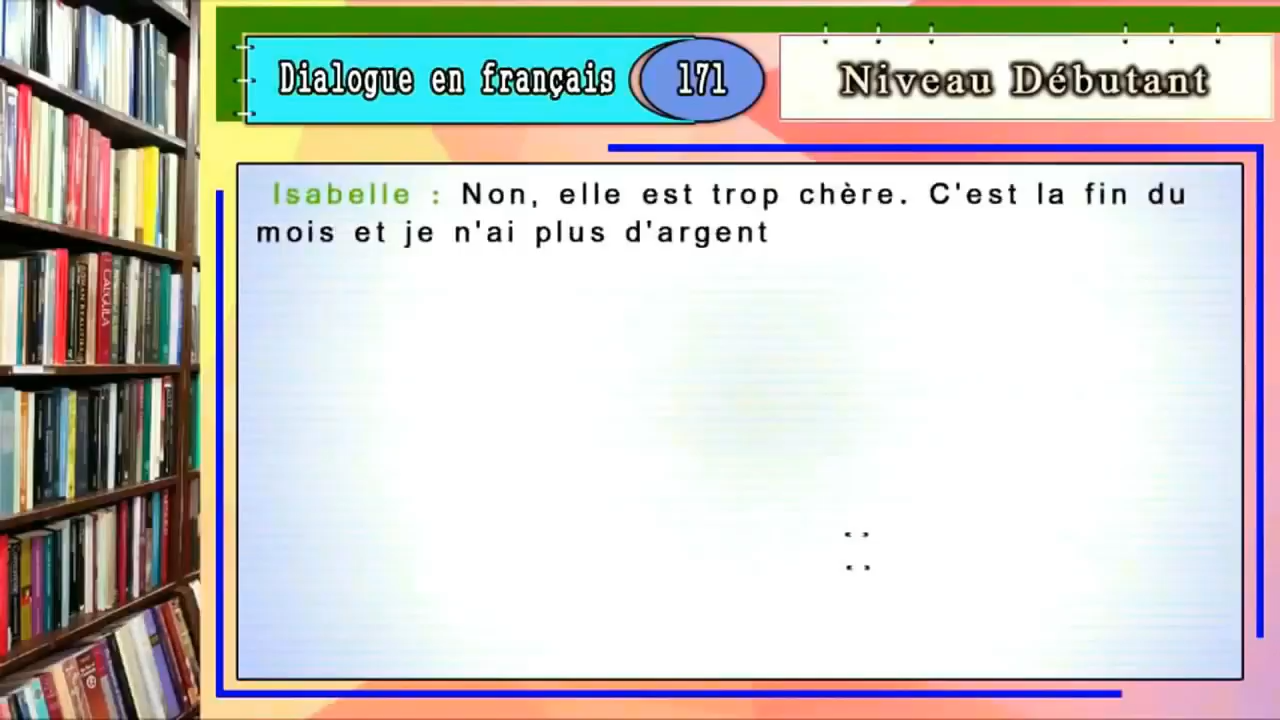 Dialogue en français 171
Niveau Débutant
Isabelle : Non, elle est trop chère. C'est la fin du
mois et je n'ai plus d'argent
CALIGULA